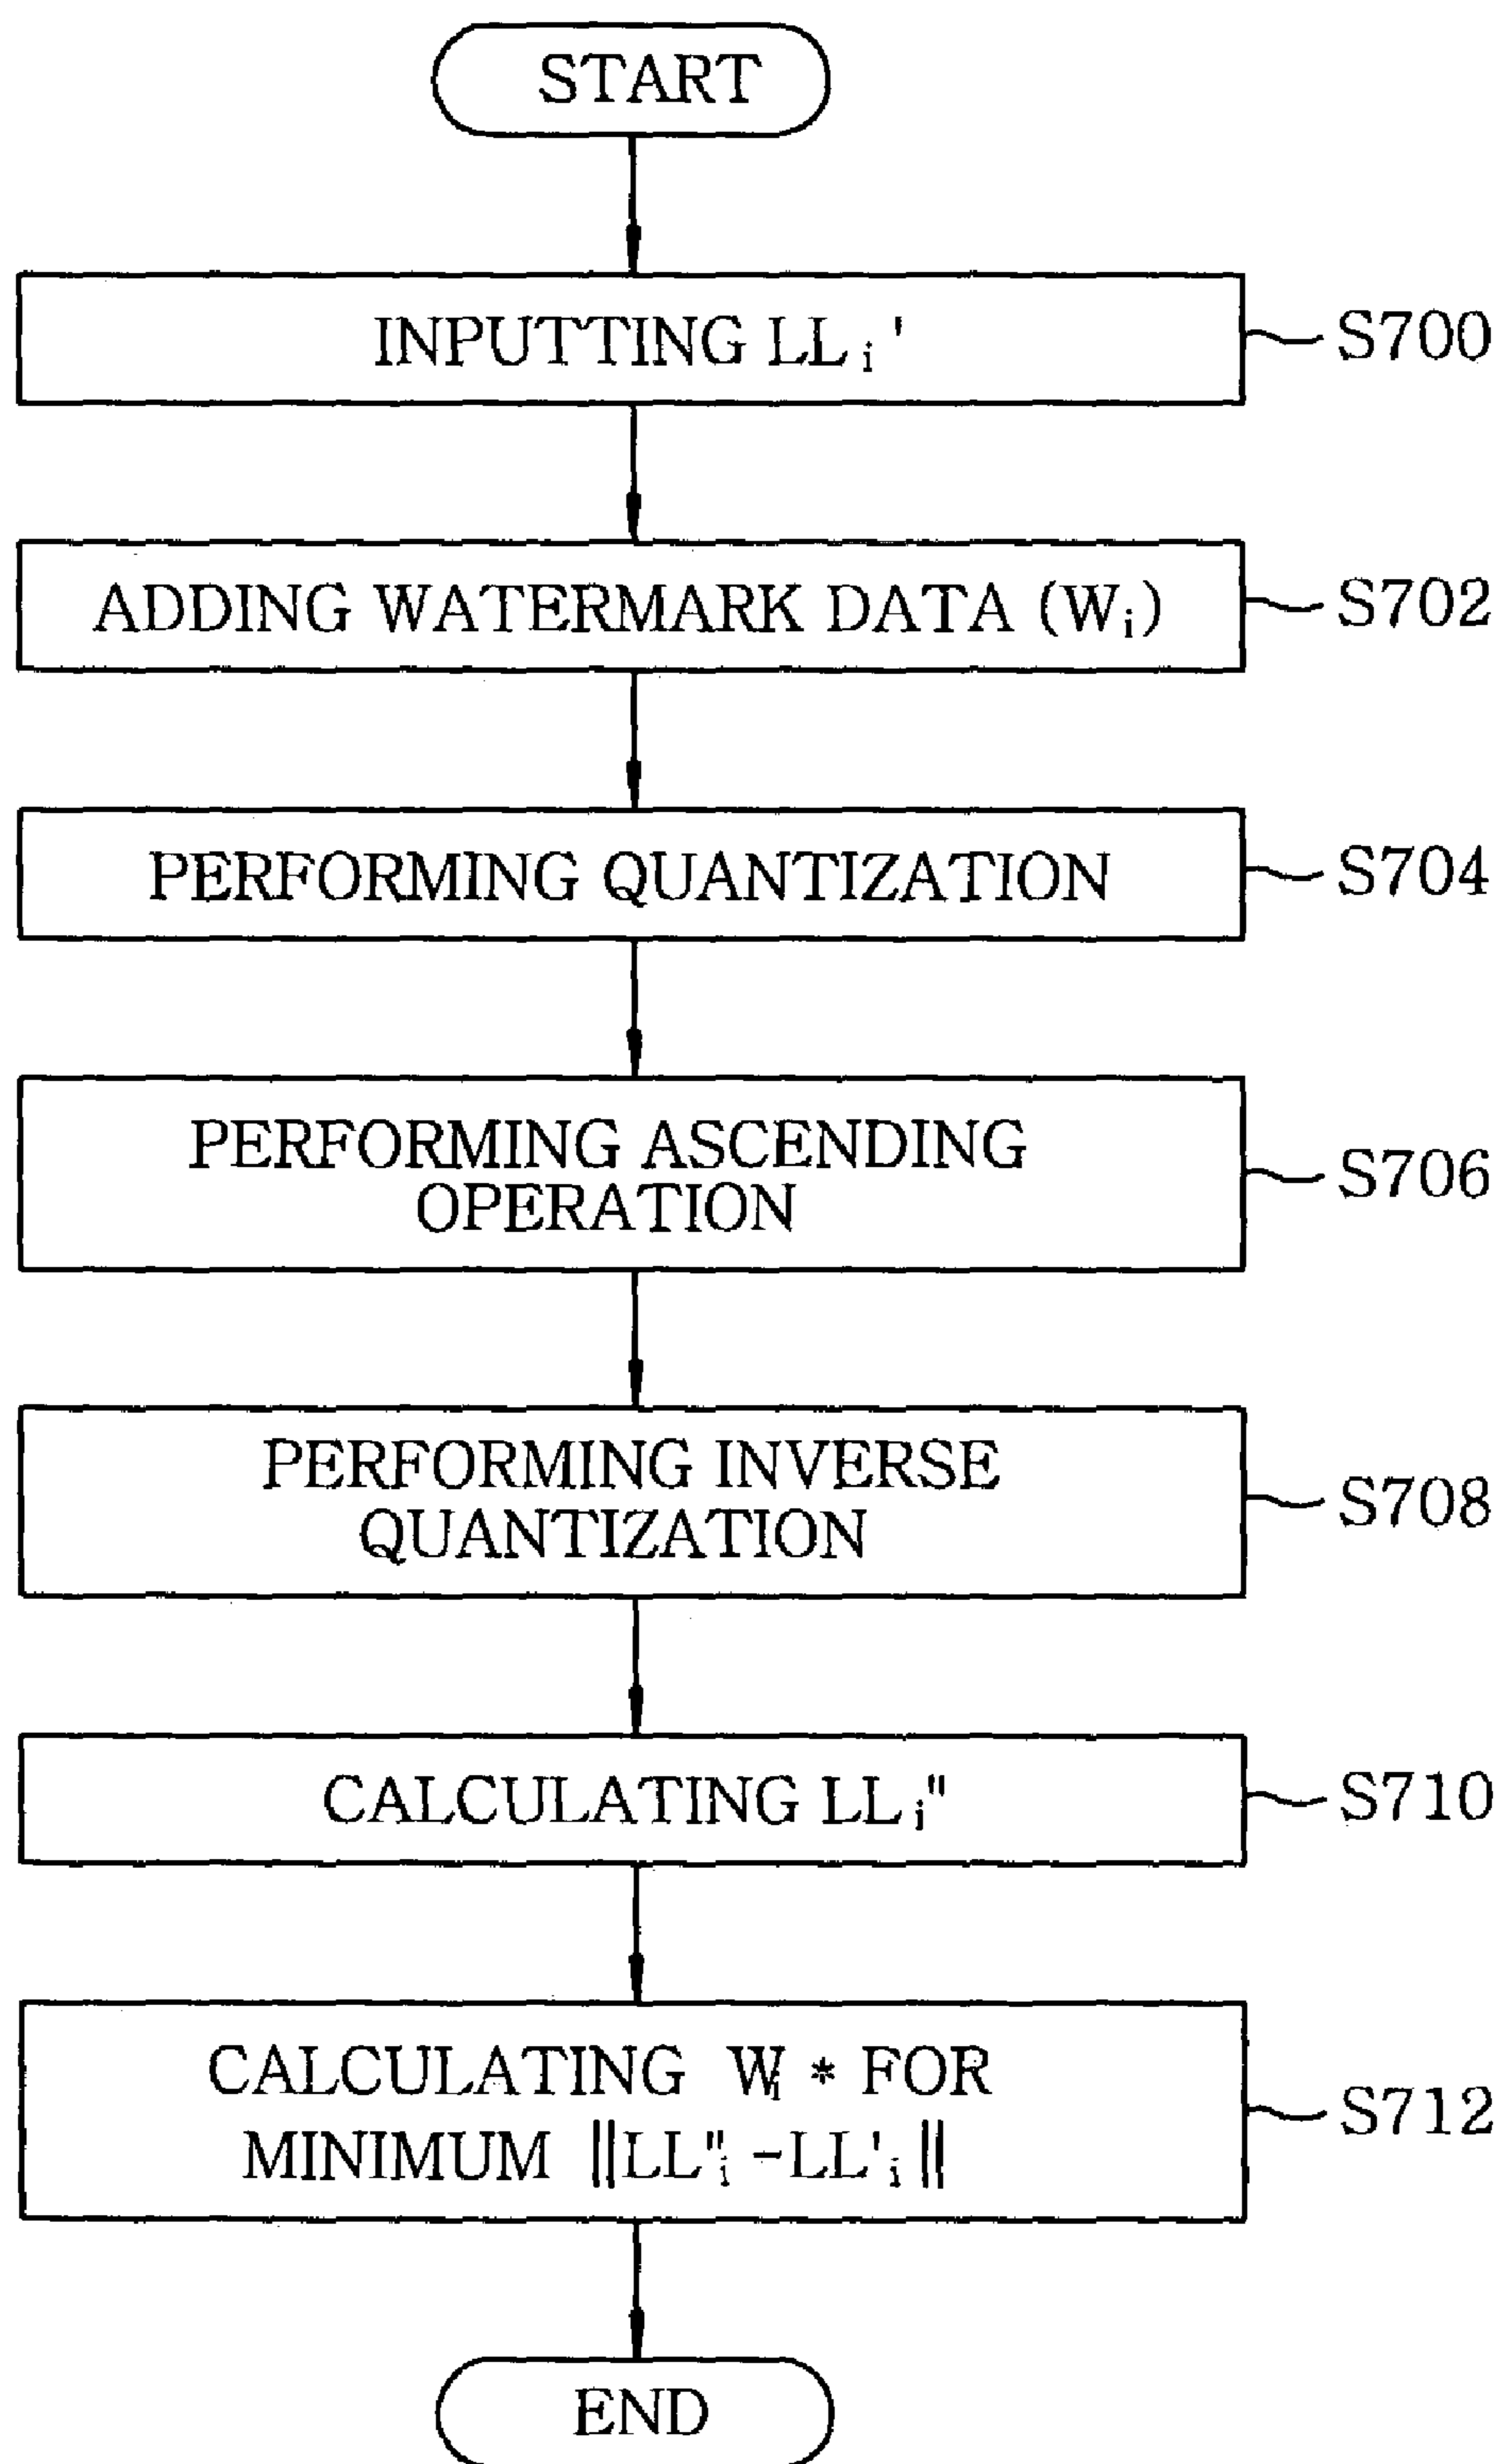 START
INPUTTING LLi'
S700
ADDING WATERMARK DATA (Wi)
S702
PERFORMING QUANTIZATION
S704
PERFORMING ASCENDING
OPERATION
S706
PERFORMING INVERSE
QUANTIZATION
S708
CALCULATING LLi"
S710
CALCULATING Wi * FOR
MINIMUM ||LL"i -LL'i||
S712
END